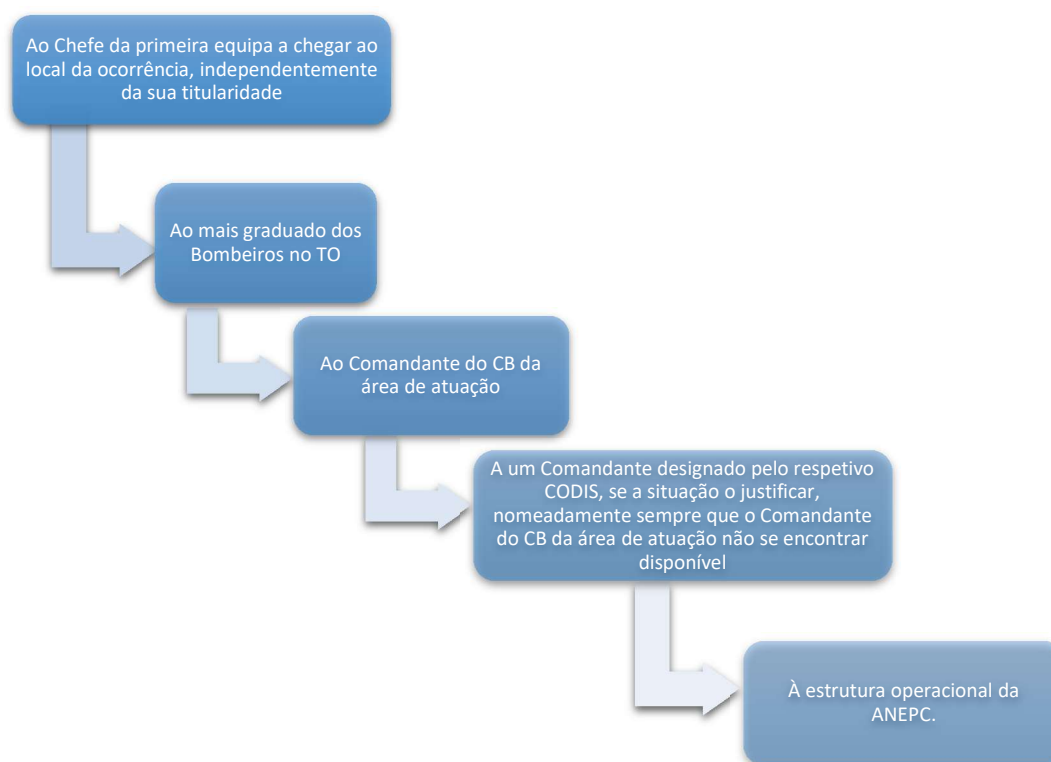 Ao Chefe da primeira equipa a chegar ao
local da ocorrência, independentemente
da sua titularidade
Ao mais graduado dos
Bombeiros no TO
Ao Comandante do CB da
área de atuação
A um Comandante designado pelo respetivo
CODIS, se a situação o justificar,
nomeadamente sempre que o Comandante
do CB da área de atuação não se encontrar
disponível
À estrutura operacional da
ANEPC.